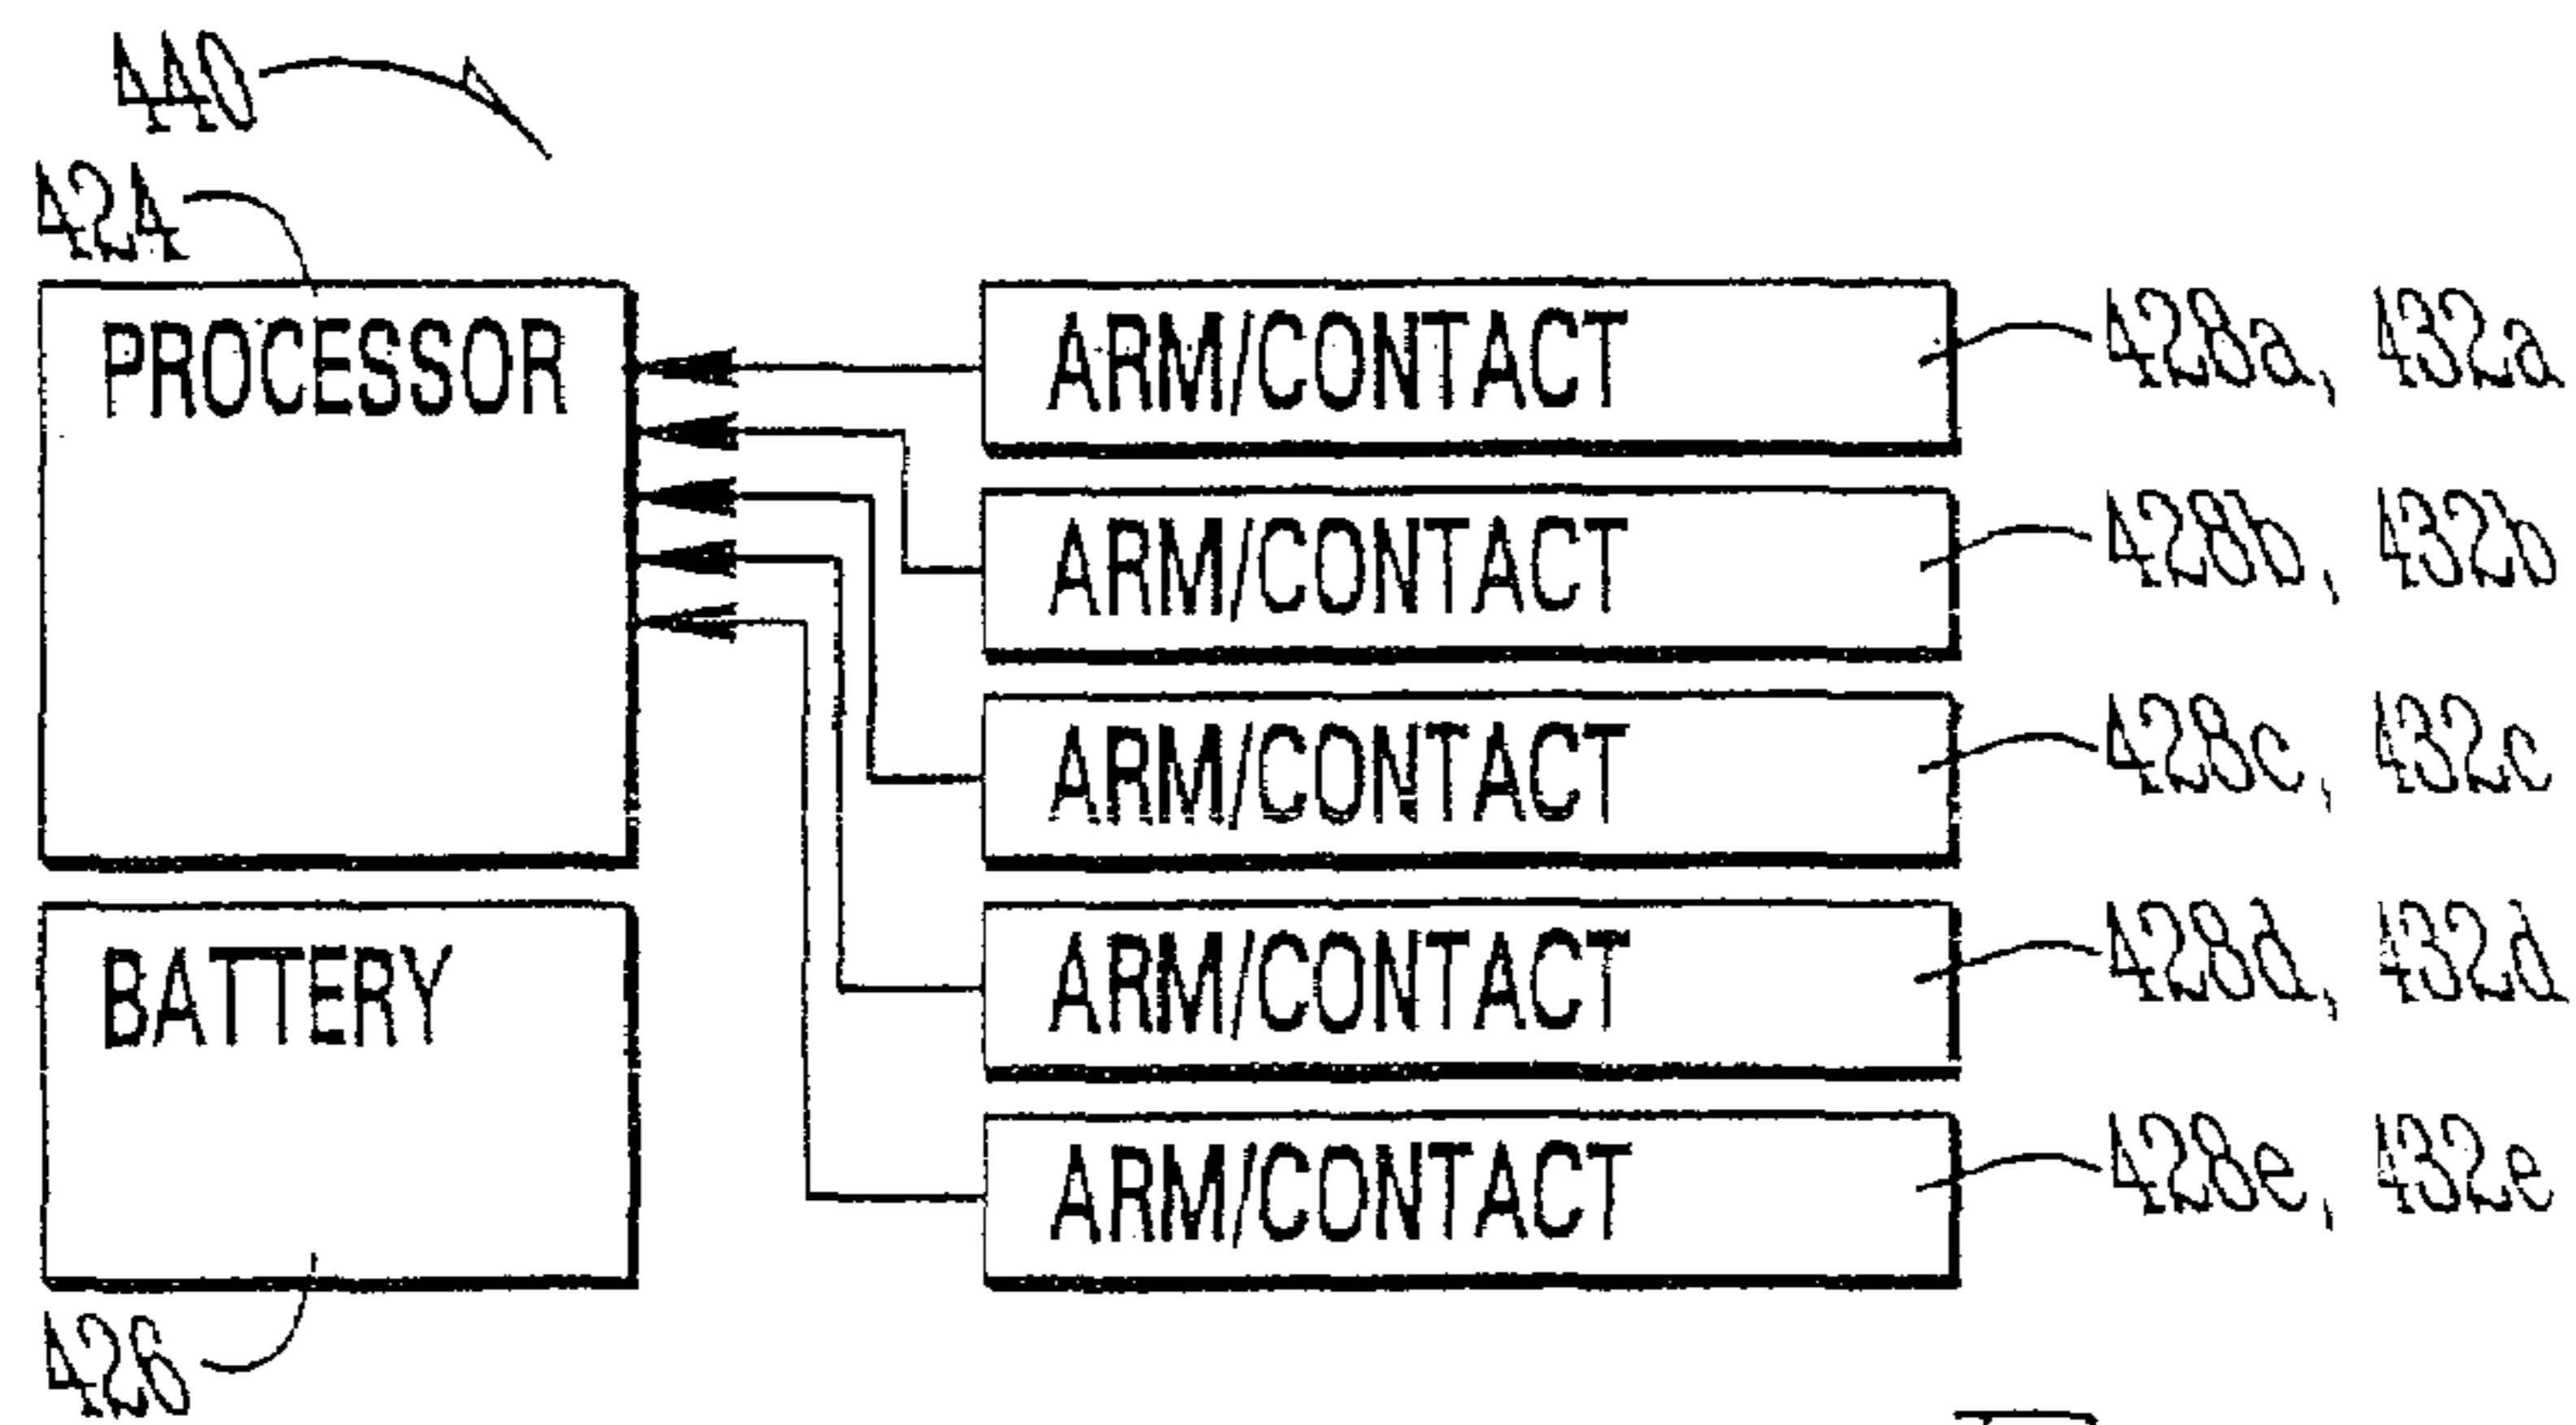 440
424
PROCESSOR
ARM/CONTACT
428a, 432a
ARM/CONTACT
428b, 432b
ARM/CONTACT
428c, 432c
BATTERY
ARM/CONTACT
428d, 432d
ARM/CONTACT
428e, 432e
426